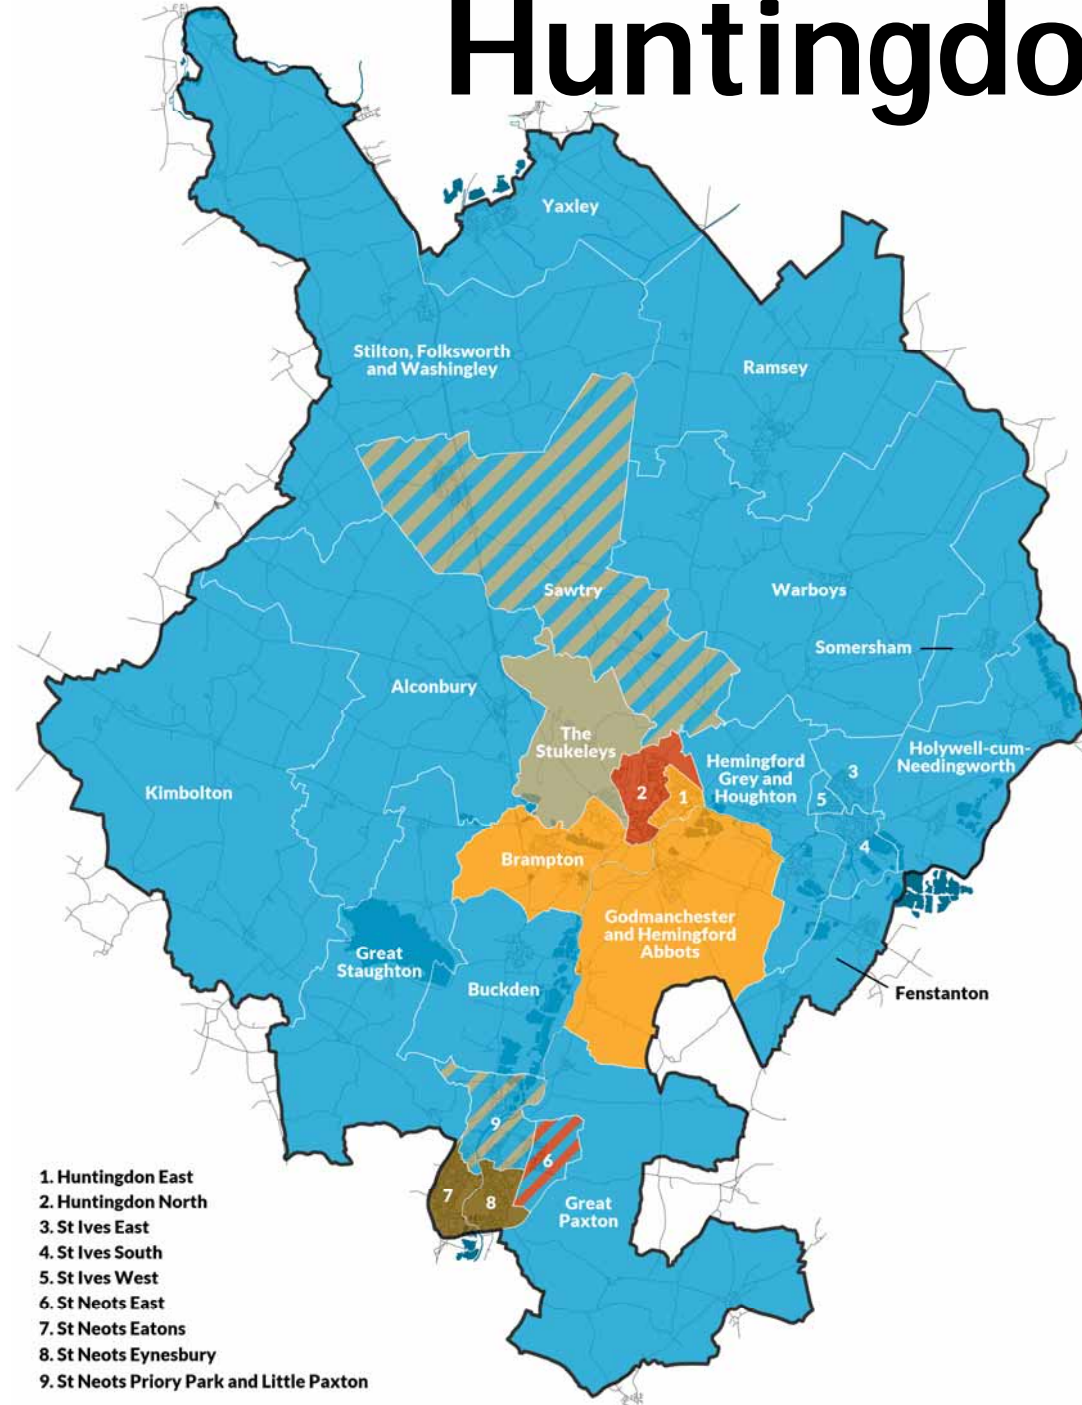 Huntingdo
Yaxley
Stilton, Folksworth
and Washingley
Ramsey
Sawtry
Warboys
Somersham
Alconbury
The
Stukeleys
Hemingford
Grey and
Houghton
Holywell-cum-
Needingworth
3
5
2
1
Kimbolton
4
Brampton
Godmanchester
and Hemingford
Abbots
Great
Staughton
Buckden
Fenstanton
9
6
7
8
Great
Paxton
1. Huntingdon East
2. Huntingdon North
3. St Ives East
4. St Ives South
5. St Ives West
6. St Neots East
7. St Neots Eatons
8. St Neots Eynesbury
9. St Neots Priory Park and Little Paxton